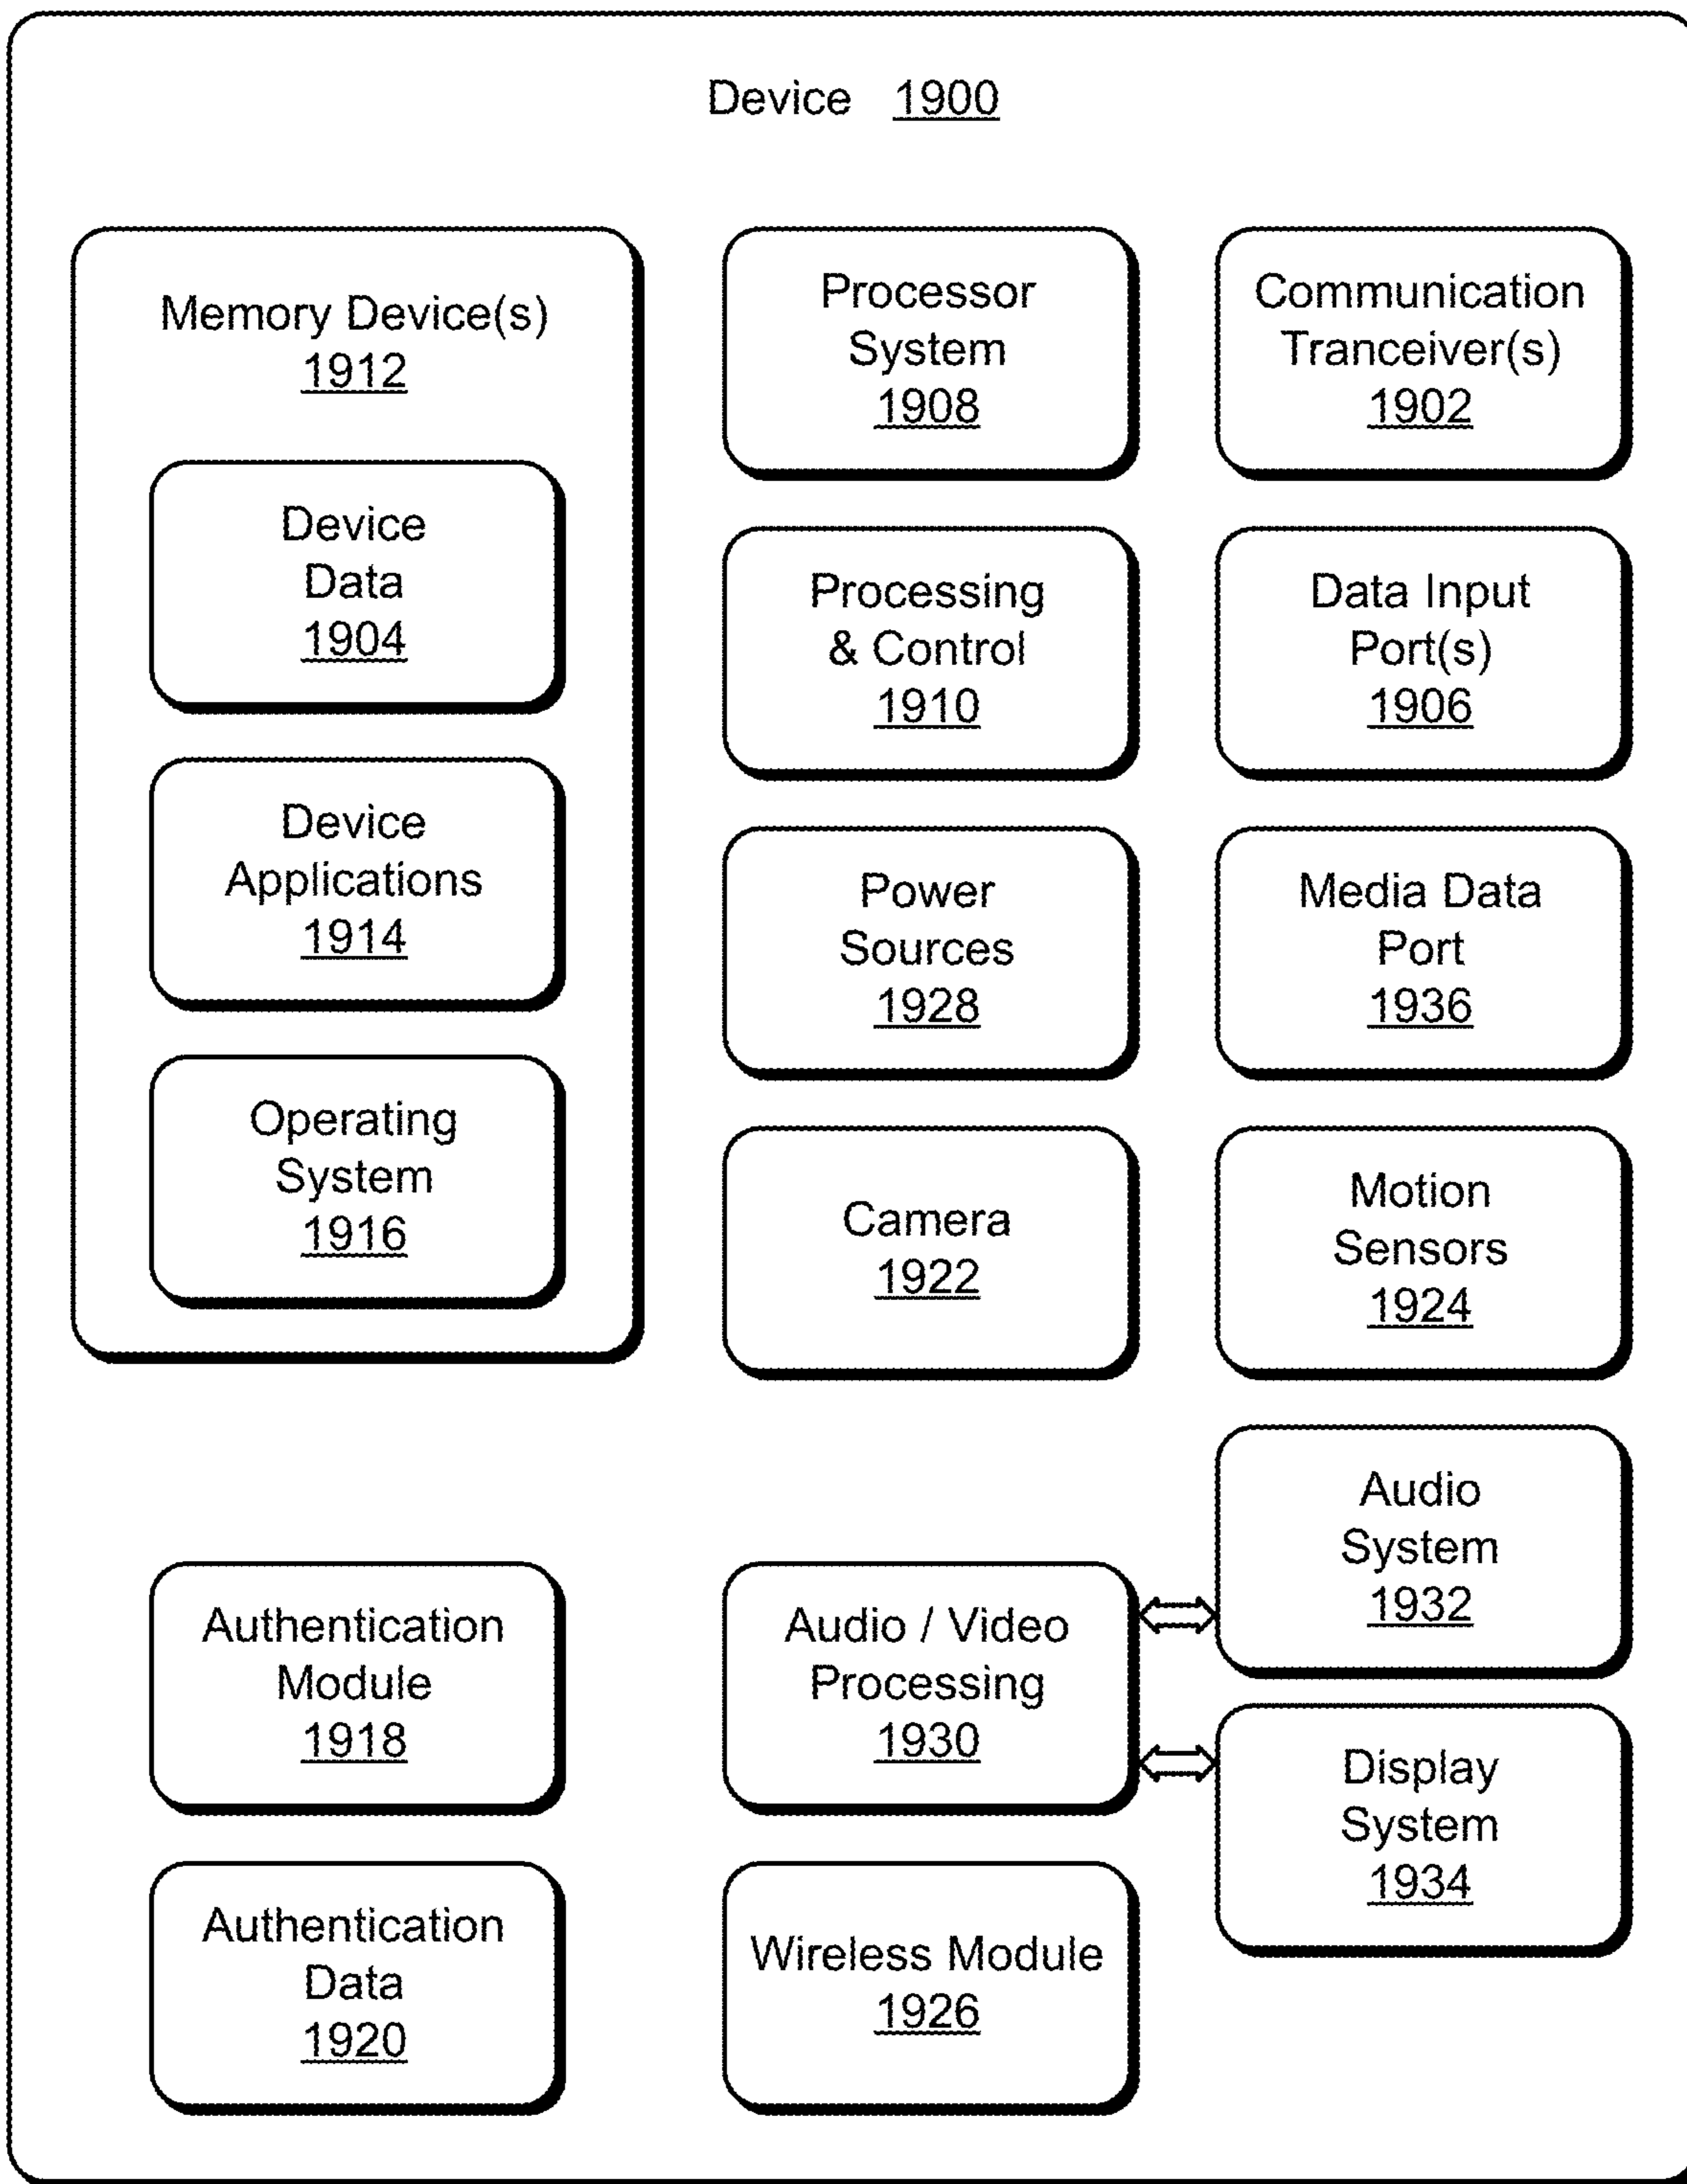 Device 1900
Memory Device(s)
1912
Device
Data
1904
Device
Applications
1914
Operating
System
1916
Processor
System
1908
Communication
Tranceiver(s)
1902
Processing
& Control
1910
Data Input
Port(s)
1906
Power
Sources
1928
Media Data
Port
1936
Camera
1922
Motion
Sensors
1924
Authentication
Module
1918
Audio / Video
Processing
1930
Audio
System
1932
Display
System
1934
Authentication
Data
1920
Wireless Module
1926